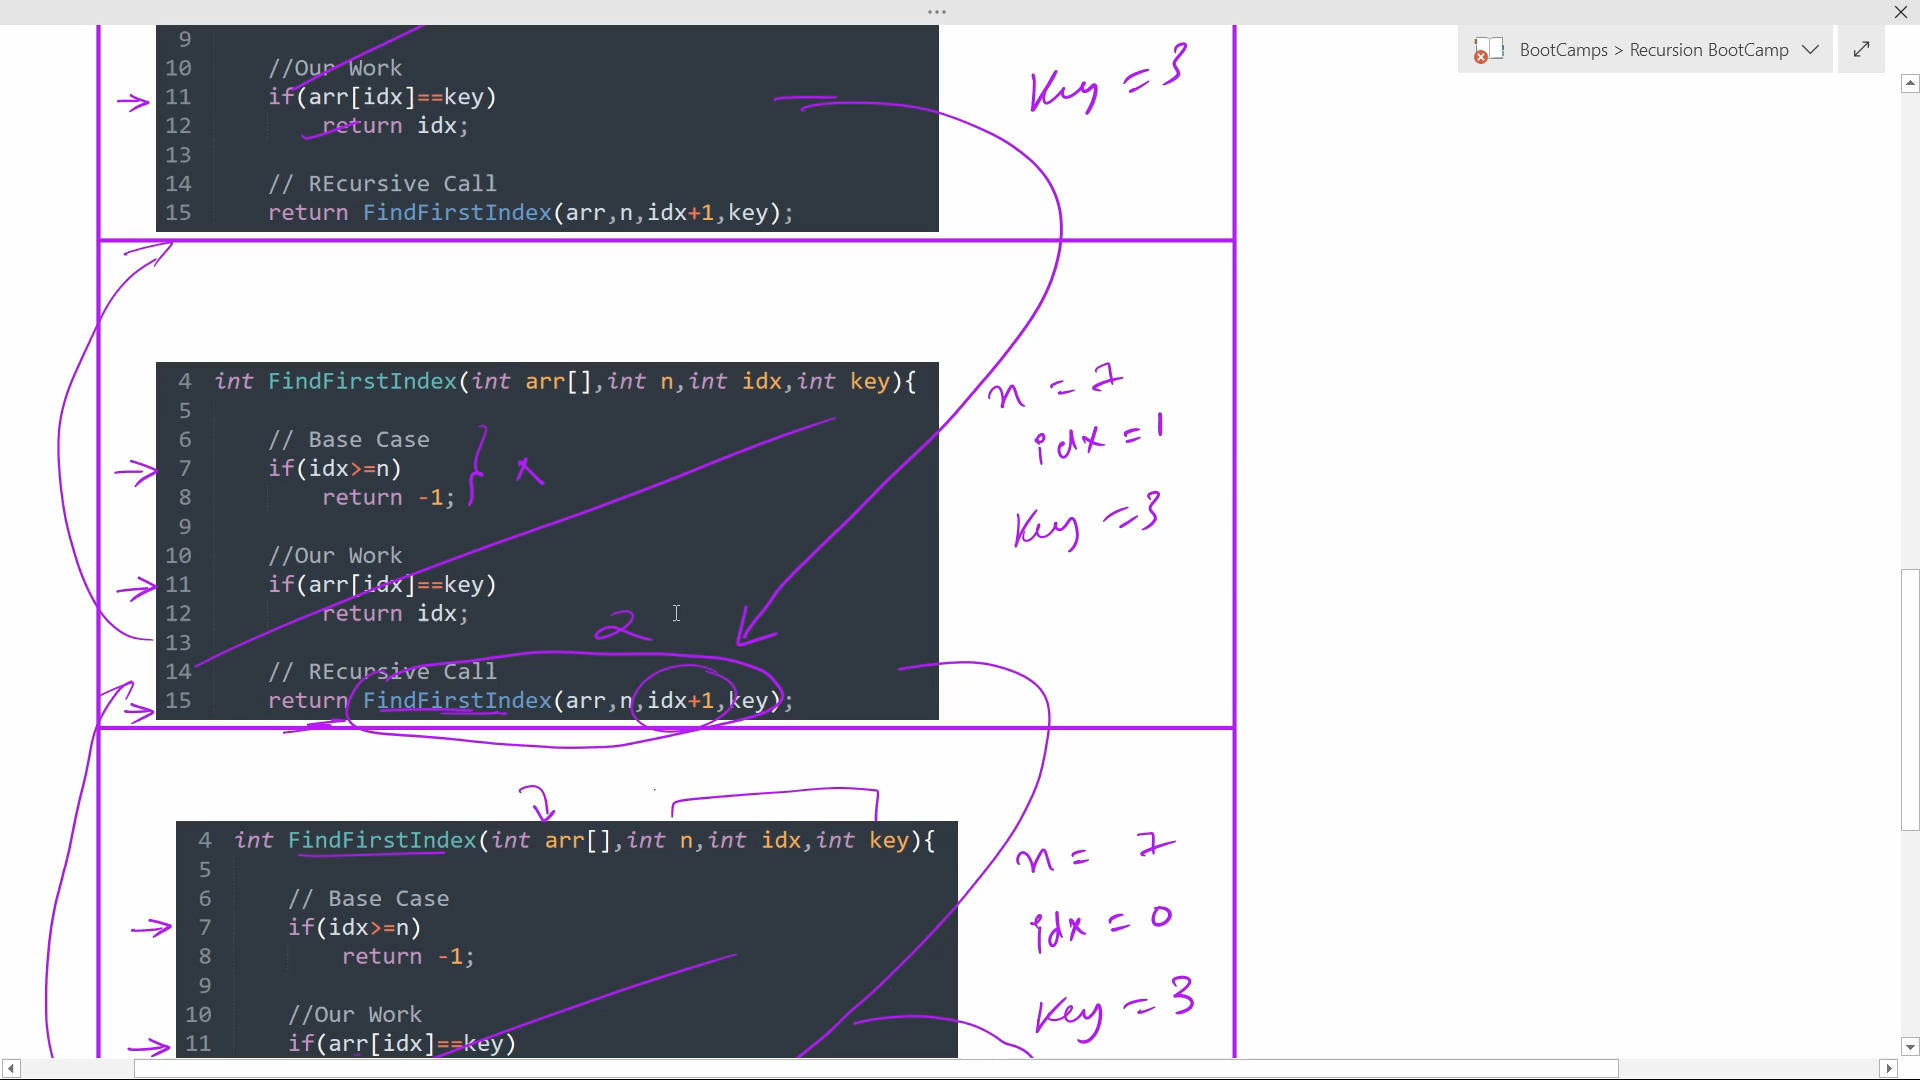 BootCamps > Recursion BootCamp
9
10 //Our Work
11 if(arr[idx]==key)
12 return idx;
13
14 // REcursive Call
15 return FindFirstIndex(arr,n,idx+1,key);
Key = 3
4 int FindFirstIndex(int arr[],int n,int idx,int key){
5
6 // Base Case
7 if(idx>=n)
8 return -1;
9
10 //Our Work
11 if(arr[idx]==key)
12 return idx;
13
14 // REcursive Call
15 return FindFirstIndex(arr,n,idx+1,key);
x
2
n = 7
idx = 1
Key = 3
4 int FindFirstIndex(int arr[],int n,int idx,int key){
5
6 // Base Case
7 if(idx>=n)
8 return -1;
9
10 //Our Work
11 if(arr[idx]==key)
n = 7
idx = 0
Key = 3